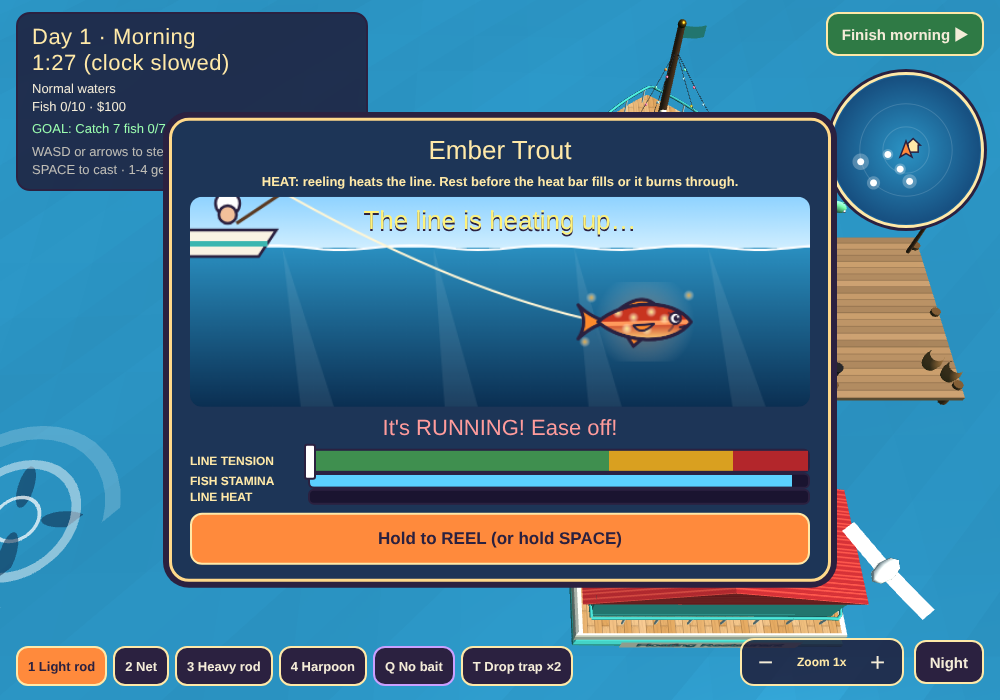 Day 1 · Morning
1:27 (clock slowed)
Normal waters
Fish 0/10 · $100
GOAL: Catch 7 fish 0/7
WASD or arrows to
SPACE to cast · 1-4
Finish morning ▶
Ember Trout
HEAT: reeling heats the line. Rest before the heat bar fills or it burns through.
The line is heating up…
It's RUNNING! Ease off!
LINE TENSION
FISH STAMINA
LINE HEAT
Hold to REEL (or hold SPACE)
1 Light rod
2 Net
3 Heavy rod
4 Harpoon
Q No bait
T Drop trap ×2
− Zoom 1x +
Night